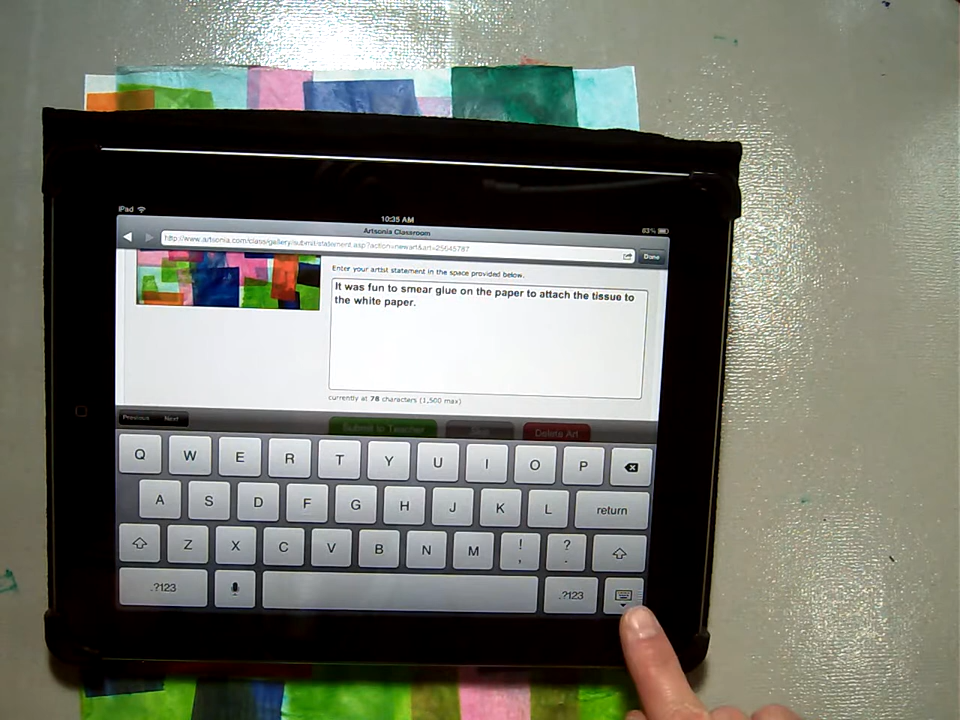 iPad
10:35 AM
83%
Artsonia Classroom
http://www.artsonia.com/class/gallery/submit/statement.asp?action=newart&art=25645787
Done
Enter your artist statement in the space provided below.
It was fun to smear glue on the paper to attach the tissue to
the white paper.
currently at 78 characters (1,500 max)
Previous Next
Submit to Teacher
Delete Art
Q W E R T Y U I O P
A S D F G H J K L return
Z X C V B N M ! , ? .
.?123 .?123